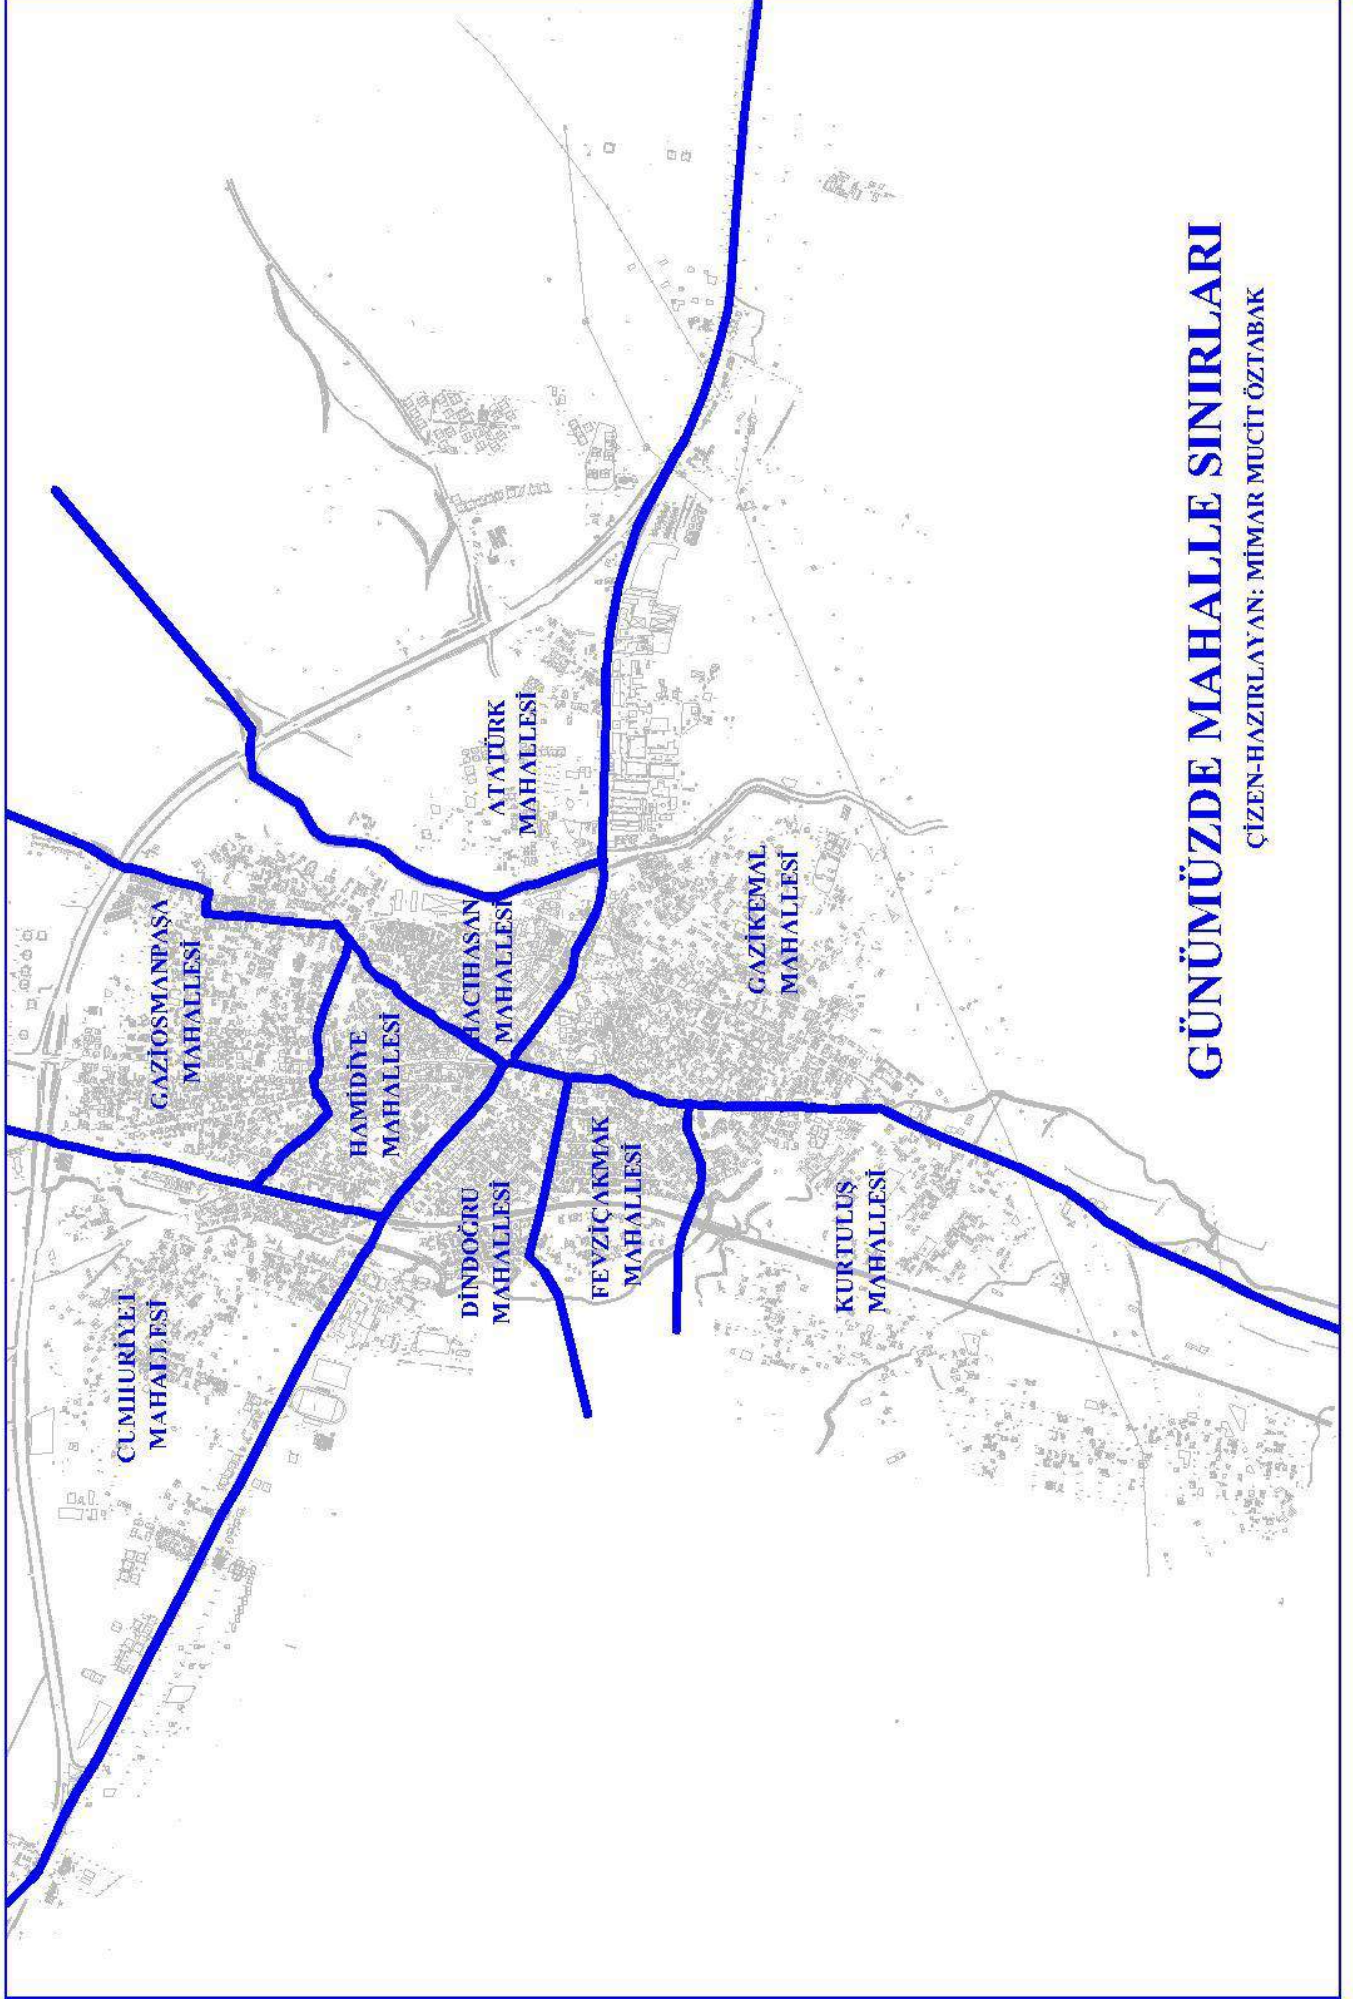 GAZİOSMANPAŞA
MAHALLESİ
CUMHURİYET
MAHALLESİ
HAMİDİYE
MAHALLESİ
HACIHASAN
MAHALLESİ
ATATÜRK
MAHALLESİ
DİNDOĞRU
MAHALLESİ
FEVZİÇAKMAK
MAHALLESİ
GAZİKEMAL
MAHALLESİ
KURTULUŞ
MAHALLESİ
GÜNÜMÜZDE MAHALLE SINIRLARI
ÇİZEN-HAZIRLAYAN: MİMAR MUCİT ÖZTABAK